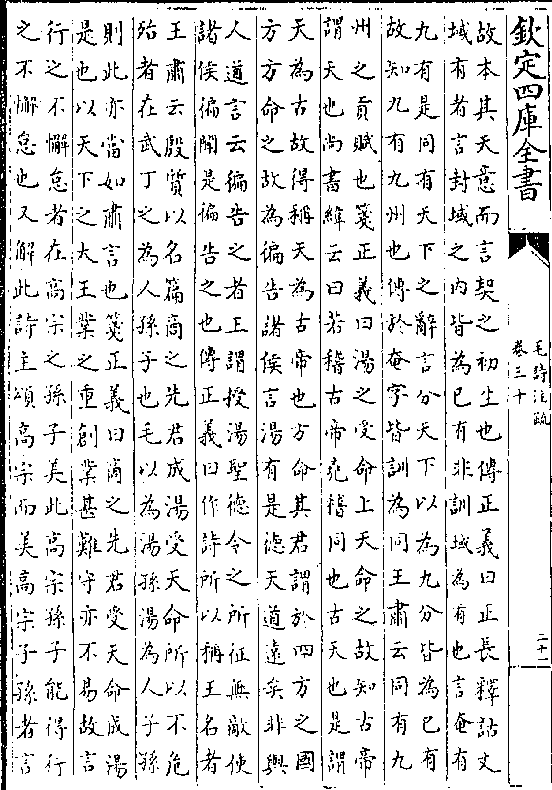 欽定四庫全書
毛詩注疏
卷三十
二十一
故本其天意而言契之初生也傳正義曰正長釋詁文
域有者言封域之内皆為已有非訓域為有也言奄有
九有是同有天下之辭言分天下以為九分皆為已有
故知九有九州也傳於奄字皆訓為同王肅云同有九
州之貢賦也箋正義曰湯之受命上天命之故知古帝
謂天也尚書緯云曰若稽古帝堯稽同也古天也是謂
天為古故得稱天為古帝也方命其君謂於四方之國
方方命之故為徧告諸侯言湯有是德天道遠矣非與
人道言云徧告之者正謂授湯聖德令之所征無敵使
諸侯徧聞是徧告之也傳正義曰作詩所以稱王名者
王肅云殷質以名篇商之先君成湯受天命所以不危
殆者在武丁之為人孫子也毛以為湯孫湯為人子孫
則此亦當如肅言也箋正義曰商之先君受天命成湯
是也以天下之大王業之重創業甚難守亦不易故言
行之不懈怠者在高宗之孫子美此高宗孫子能得行
之不懈怠也又解此詩主頌高宗而美高宗子孫者言